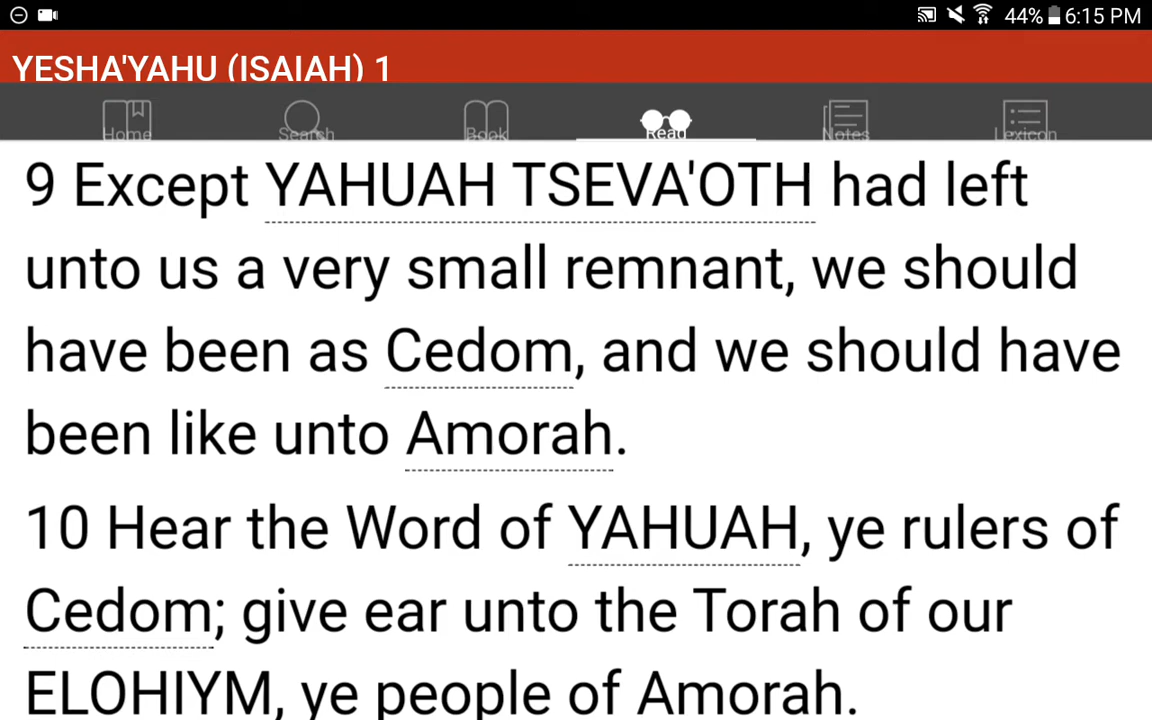 44% 6:15 PM
YESHA'YAHU (ISAIAH) 1
Home Search Book Read Notes Lexicon
9 Except YAHUAH TSEVA'OTH had left
unto us a very small remnant, we should
have been as Cedom, and we should have
been like unto Amorah.
10 Hear the Word of YAHUAH, ye rulers of
Cedom; give ear unto the Torah of our
ELOHIYM, ye people of Amorah.